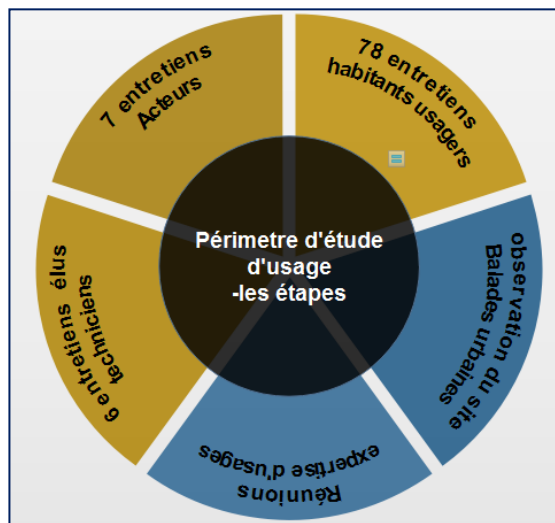 78 entretiens
habitants usagers
observation du site
Balades urbaines
Réunions
expertise d'usages
6 entretiens élus
techniciens
7 entretiens
Acteurs
Périmetre d'étude
d'usage
-les étapes